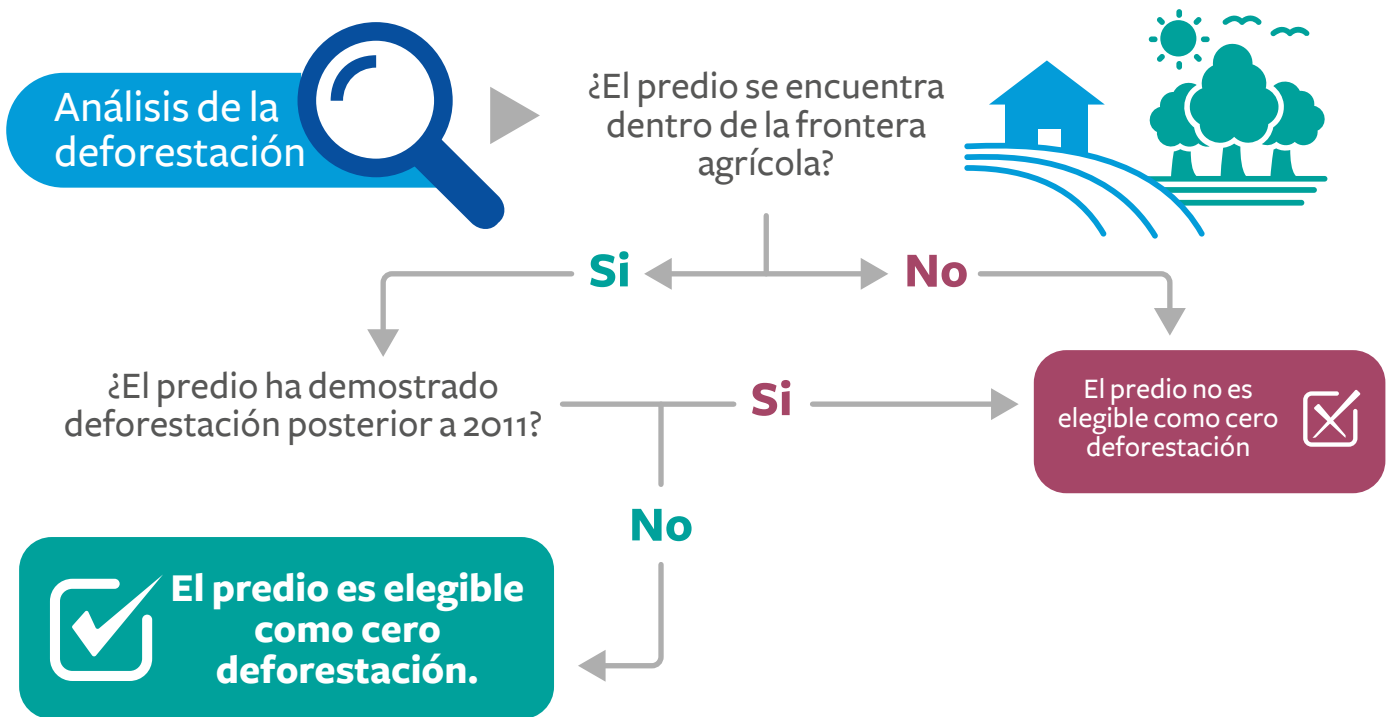 Análisis de la
deforestación
¿El predio se encuentra
dentro de la frontera
agrícola?
Si
No
¿El predio ha demostrado
deforestación posterior a 2011?
Si
El predio no es
elegible como cero
deforestación
No
El predio es elegible
como cero
deforestación.